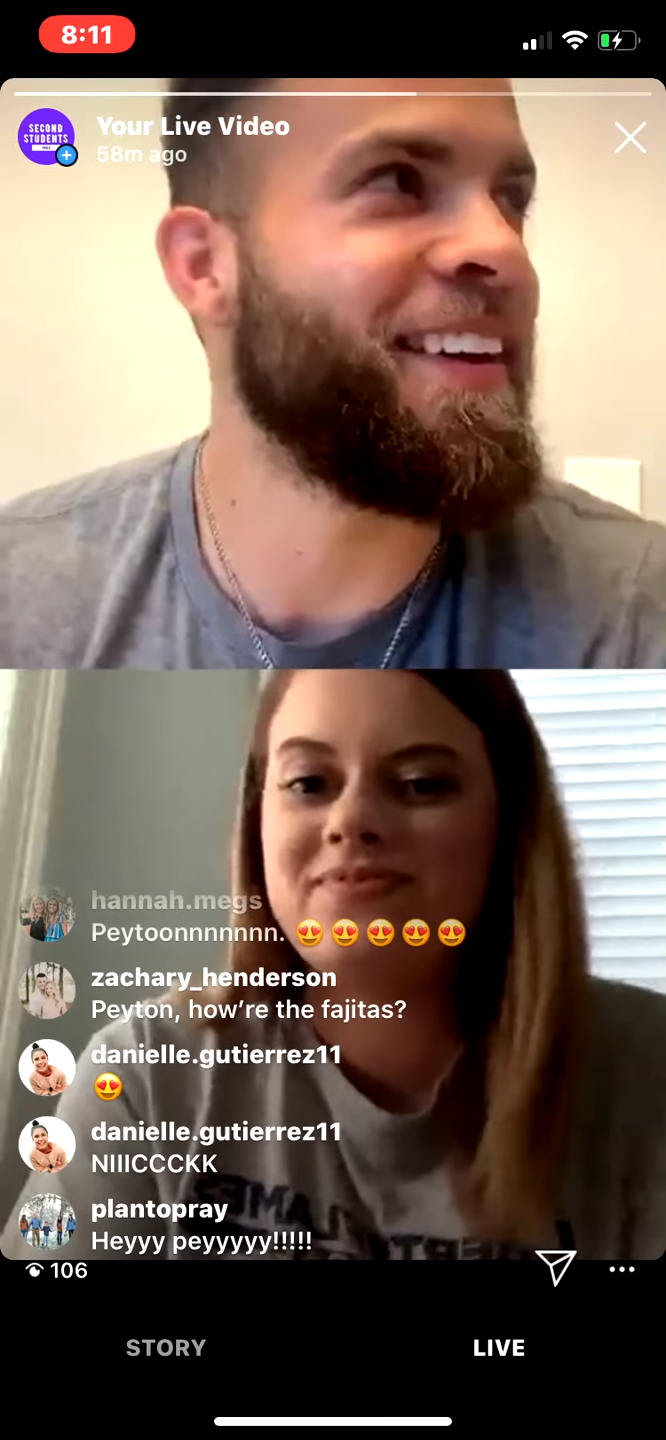 8:11
SECOND
STUDENTS
Your Live Video
58m ago
hannah.megs
Peytoonnnnnnn. 😍😍😍😍😍
zachary_henderson
Peyton, how’re the fajitas?
danielle.gutierrez11
😍
danielle.gutierrez11
NIIICCCKK
plantopray
Heyyy peyyyyy!!!!!
106
STORY
LIVE